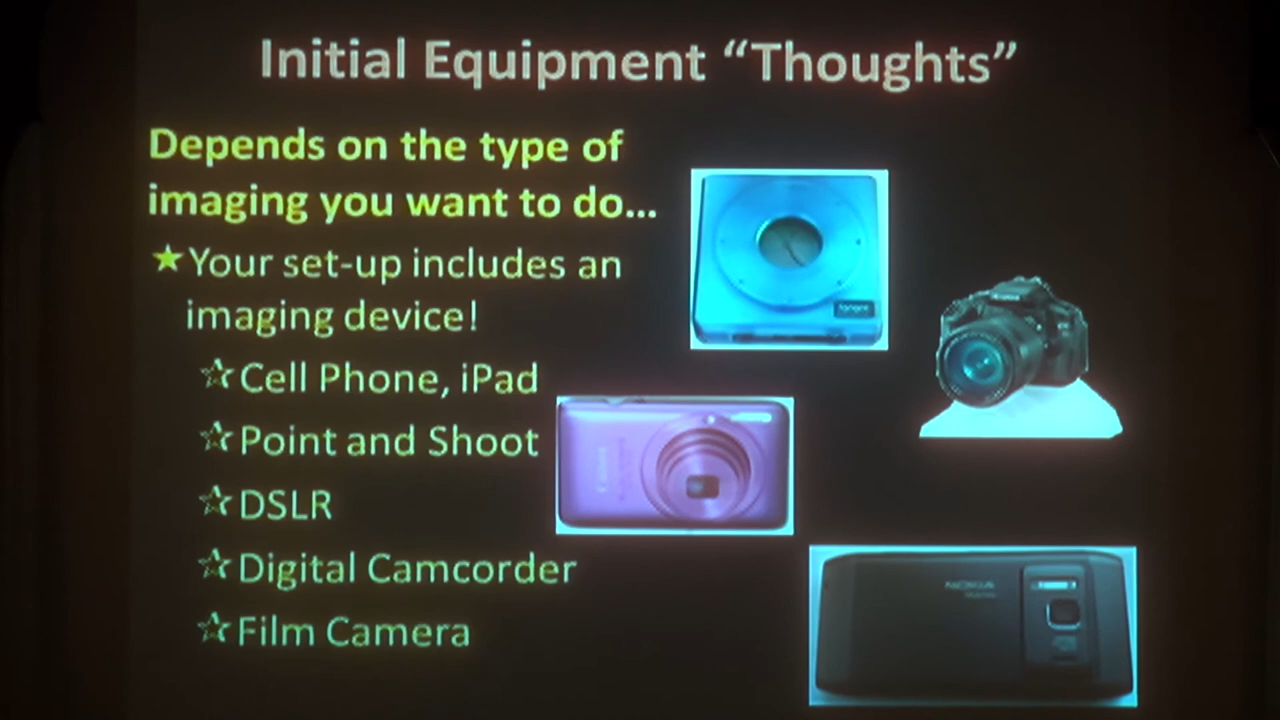 Initial Equipment “Thoughts”
Depends on the type of
imaging you want to do...
Your set-up includes an
imaging device!
Cell Phone, iPad
Point and Shoot
DSLR
Digital Camcorder
Film Camera
NOKIA